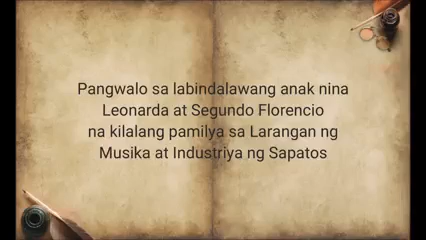 Pangwalo sa labindalawang anak nina
Leonarda at Segundo Florencio
na kilalang pamilya sa Larangan ng
Musika at Industriya ng Sapatos